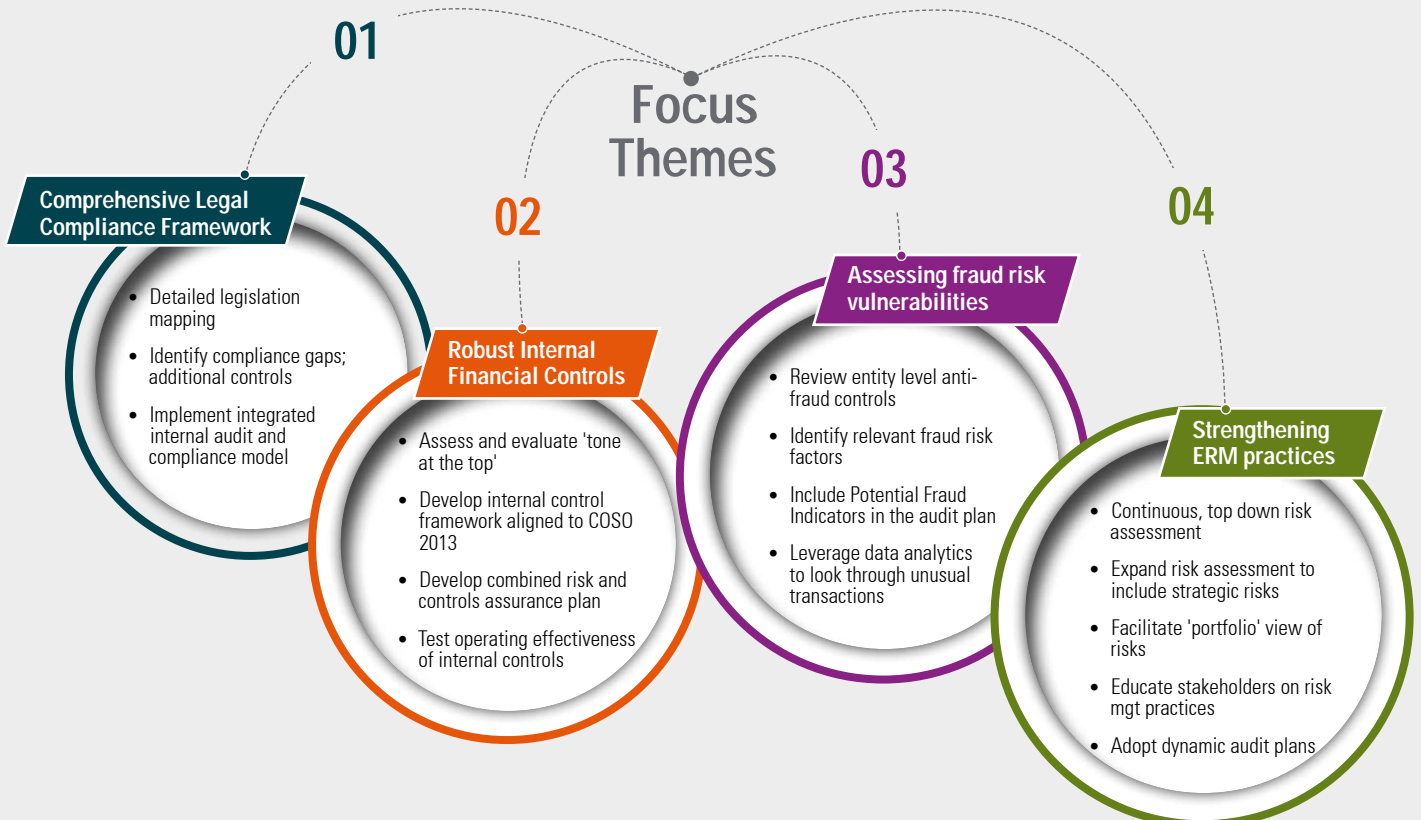 Focus
Themes
01
Comprehensive Legal
Compliance Framework
• Detailed legislation
mapping
• Identify compliance gaps;
additional controls
• Implement integrated
internal audit and
compliance model
02
Robust Internal
Financial Controls
• Assess and evaluate 'tone
at the top'
• Develop internal control
framework aligned to COSO
2013
• Develop combined risk and
controls assurance plan
• Test operating effectiveness
of internal controls
03
Assessing fraud risk
vulnerabilities
• Review entity level anti-
fraud controls
• Identify relevant fraud risk
factors
• Include Potential Fraud
Indicators in the audit plan
• Leverage data analytics
to look through unusual
transactions
04
Strengthening
ERM practices
• Continuous, top down risk
assessment
• Expand risk assessment to
include strategic risks
• Facilitate 'portfolio' view of
risks
• Educate stakeholders on risk
mgt practices
• Adopt dynamic audit plans